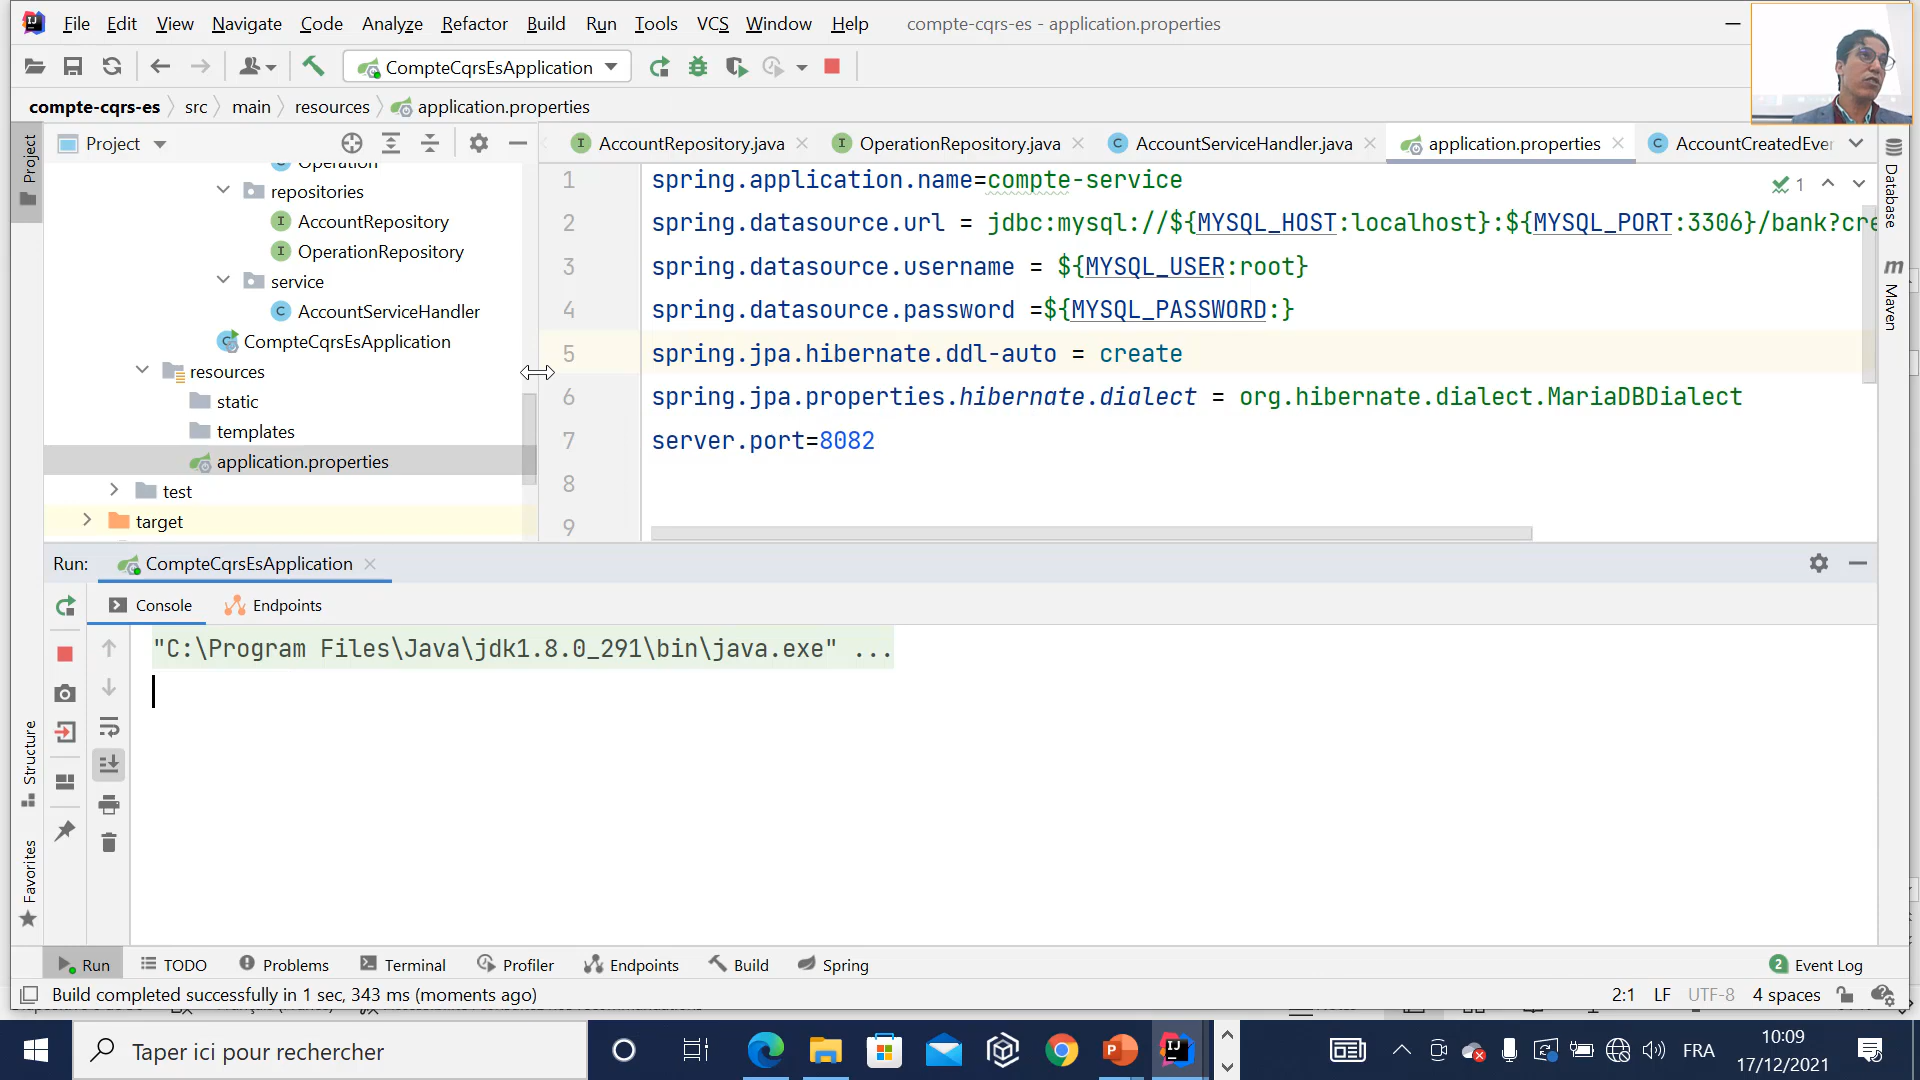 File Edit View Navigate Code Analyze Refactor Build Run Tools VCS Window Help compte-cqrs-es - application.properties
CompteCqrsEsApplication
compte-cqrs-es src main resources application.properties
Project
Project
AccountRepository.java OperationRepository.java AccountServiceHandler.java application.properties AccountCreatedEver
Operation
repositories
AccountRepository
OperationRepository
service
AccountServiceHandler
CompteCqrsEsApplication
resources
static
templates
application.properties
test
target
1 spring.application.name=compte-service
2 spring.datasource.url = jdbc:mysql://${MYSQL_HOST:localhost}:${MYSQL_PORT:3306}/bank?cre
3 spring.datasource.username = ${MYSQL_USER:root}
4 spring.datasource.password =${MYSQL_PASSWORD:}
5 spring.jpa.hibernate.ddl-auto = create
6 spring.jpa.properties.hibernate.dialect = org.hibernate.dialect.MariaDBDialect
7 server.port=8082
8
9
1
Database
Maven
Run: CompteCqrsEsApplication
Console Endpoints
"C:\Program Files\Java\jdk1.8.0_291\bin\java.exe" ...
Structure
Favorites
Run TODO Problems Terminal Profiler Endpoints Build Spring 2 Event Log
Build completed successfully in 1 sec, 343 ms (moments ago) 2:1 LF UTF-8 4 spaces
Taper ici pour rechercher
FRA
10:09
17/12/2021